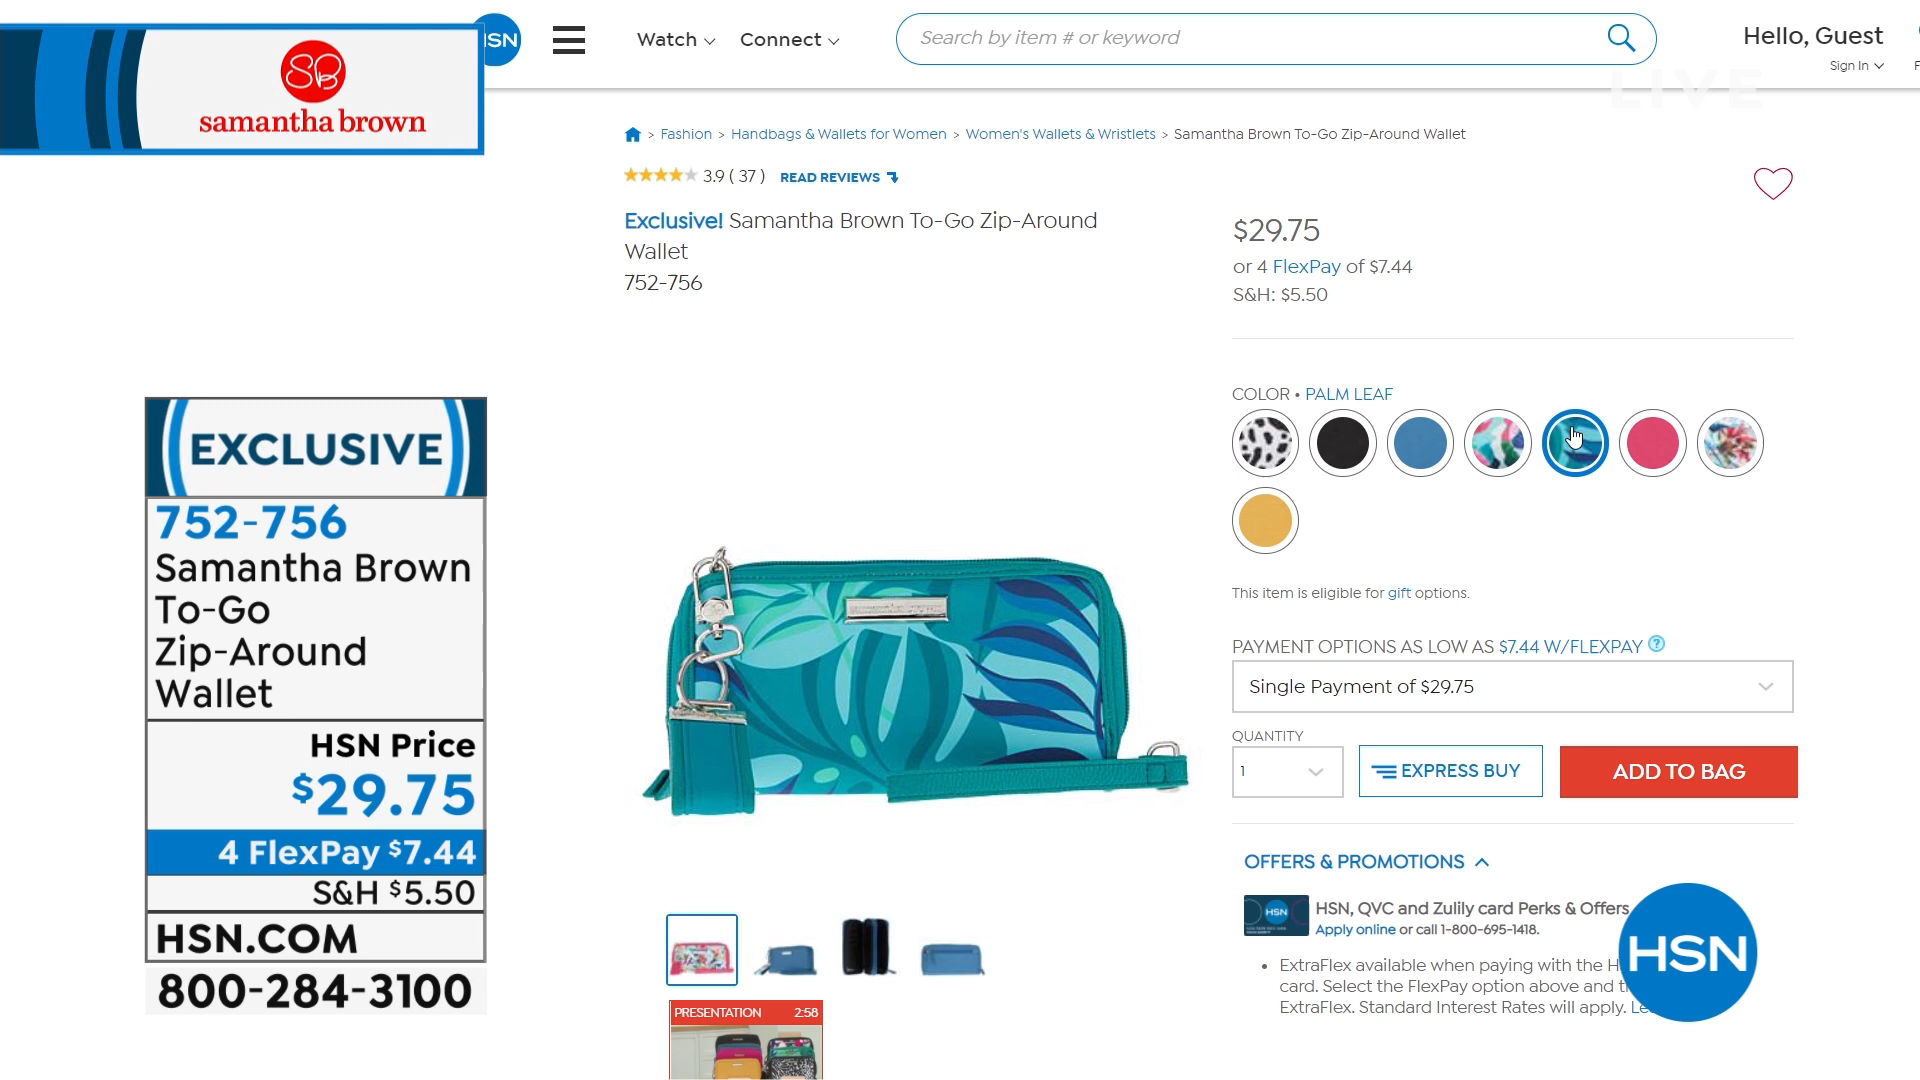 SB
samantha brown
HSN
Watch
Connect
Search by item # or keyword
Hello, Guest
Sign In
LIVE
> Fashion > Handbags & Wallets for Women > Women's Wallets & Wristlets > Samantha Brown To-Go Zip-Around Wallet
3.9 ( 37 ) READ REVIEWS
Exclusive! Samantha Brown To-Go Zip-Around
Wallet
752-756
$29.75
or 4 FlexPay of $7.44
S&H: $5.50
COLOR • PALM LEAF
This item is eligible for gift options.
PAYMENT OPTIONS AS LOW AS $7.44 W/FLEXPAY ?
Single Payment of $29.75
QUANTITY
1
EXPRESS BUY
ADD TO BAG
OFFERS & PROMOTIONS
HSN
HSN, QVC and Zulily card Perks & Offers
Apply online or call 1-800-695-1418.
• ExtraFlex available when paying with the H
card. Select the FlexPay option above and
ExtraFlex. Standard Interest Rates will apply.
HSN
EXCLUSIVE
752-756
Samantha Brown
To-Go
Zip-Around
Wallet
HSN Price
$29.75
4 FlexPay $7.44
S&H $5.50
HSN.COM
800-284-3100
PRESENTATION 2:58